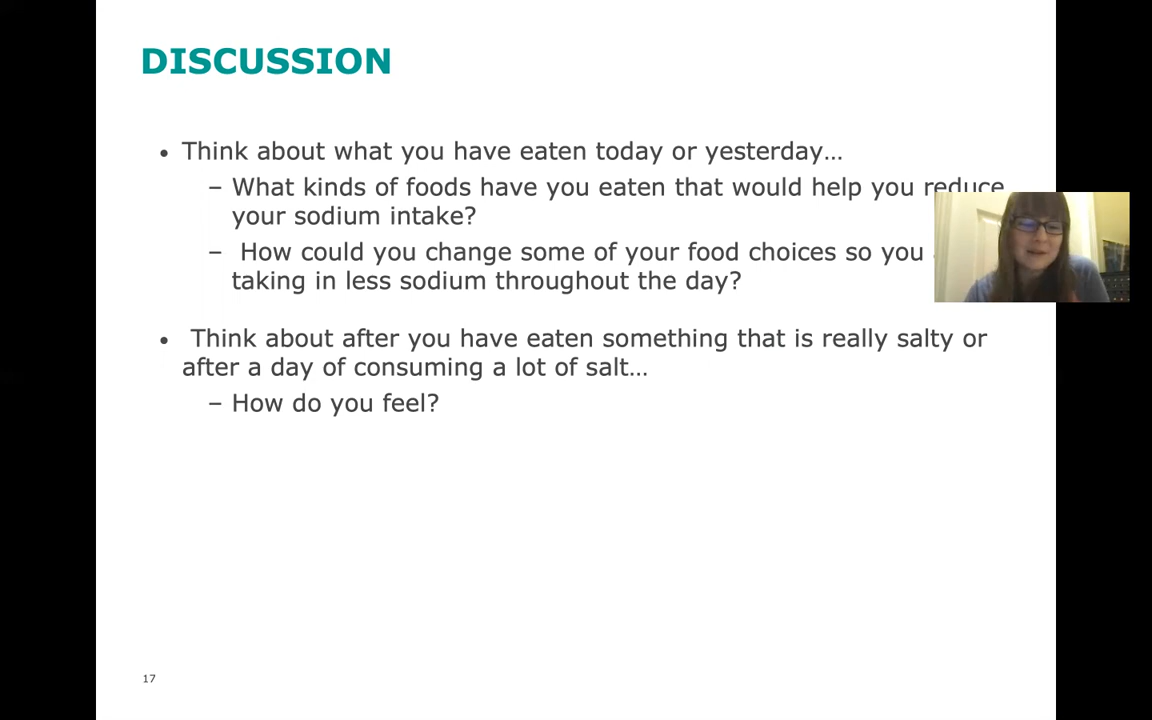 DISCUSSION
• Think about what you have eaten today or yesterday…
– What kinds of foods have you eaten that would help you reduce
your sodium intake?
– How could you change some of your food choices so you
taking in less sodium throughout the day?
• Think about after you have eaten something that is really salty or
after a day of consuming a lot of salt…
– How do you feel?
17